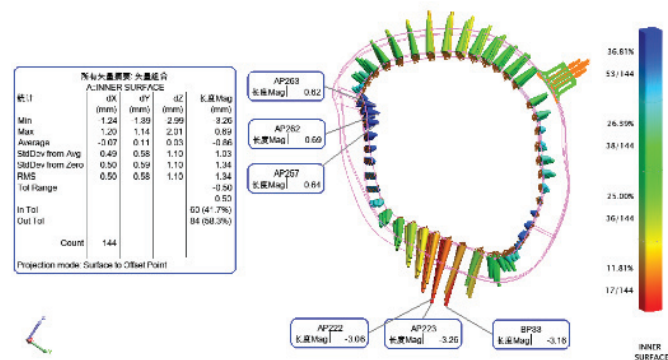 所有矢量摘要: 矢量组合
A::INNER SURFACE
统计 dX dY dZ 长度Mag
(mm) (mm) (mm) (mm)
Min -1.24 -1.39 -2.99 -3.26
Max 1.20 1.14 2.01 0.69
Average -0.07 0.11 0.03 -0.86
StdDev from Avg 0.49 0.58 1.10 1.03
StdDev from Zero 0.50 0.59 1.10 1.34
RMS 0.50 0.58 1.10 1.34
Tol Range -0.50
0.50
In Tol 60 (41.7%)
Out Tol 84 (58.3%)
Count 144
Projection mode: Surface to Offset Point
AP263
长度Mag 0.62
AP262
长度Mag 0.69
AP257
长度Mag 0.64
AP222
长度Mag -3.06
AP223
长度Mag -3.26
BP33
长度Mag -3.16
53/144
26.39%
38/144
25.00%
36/144
11.81%
17/144
INNER
SURFACE